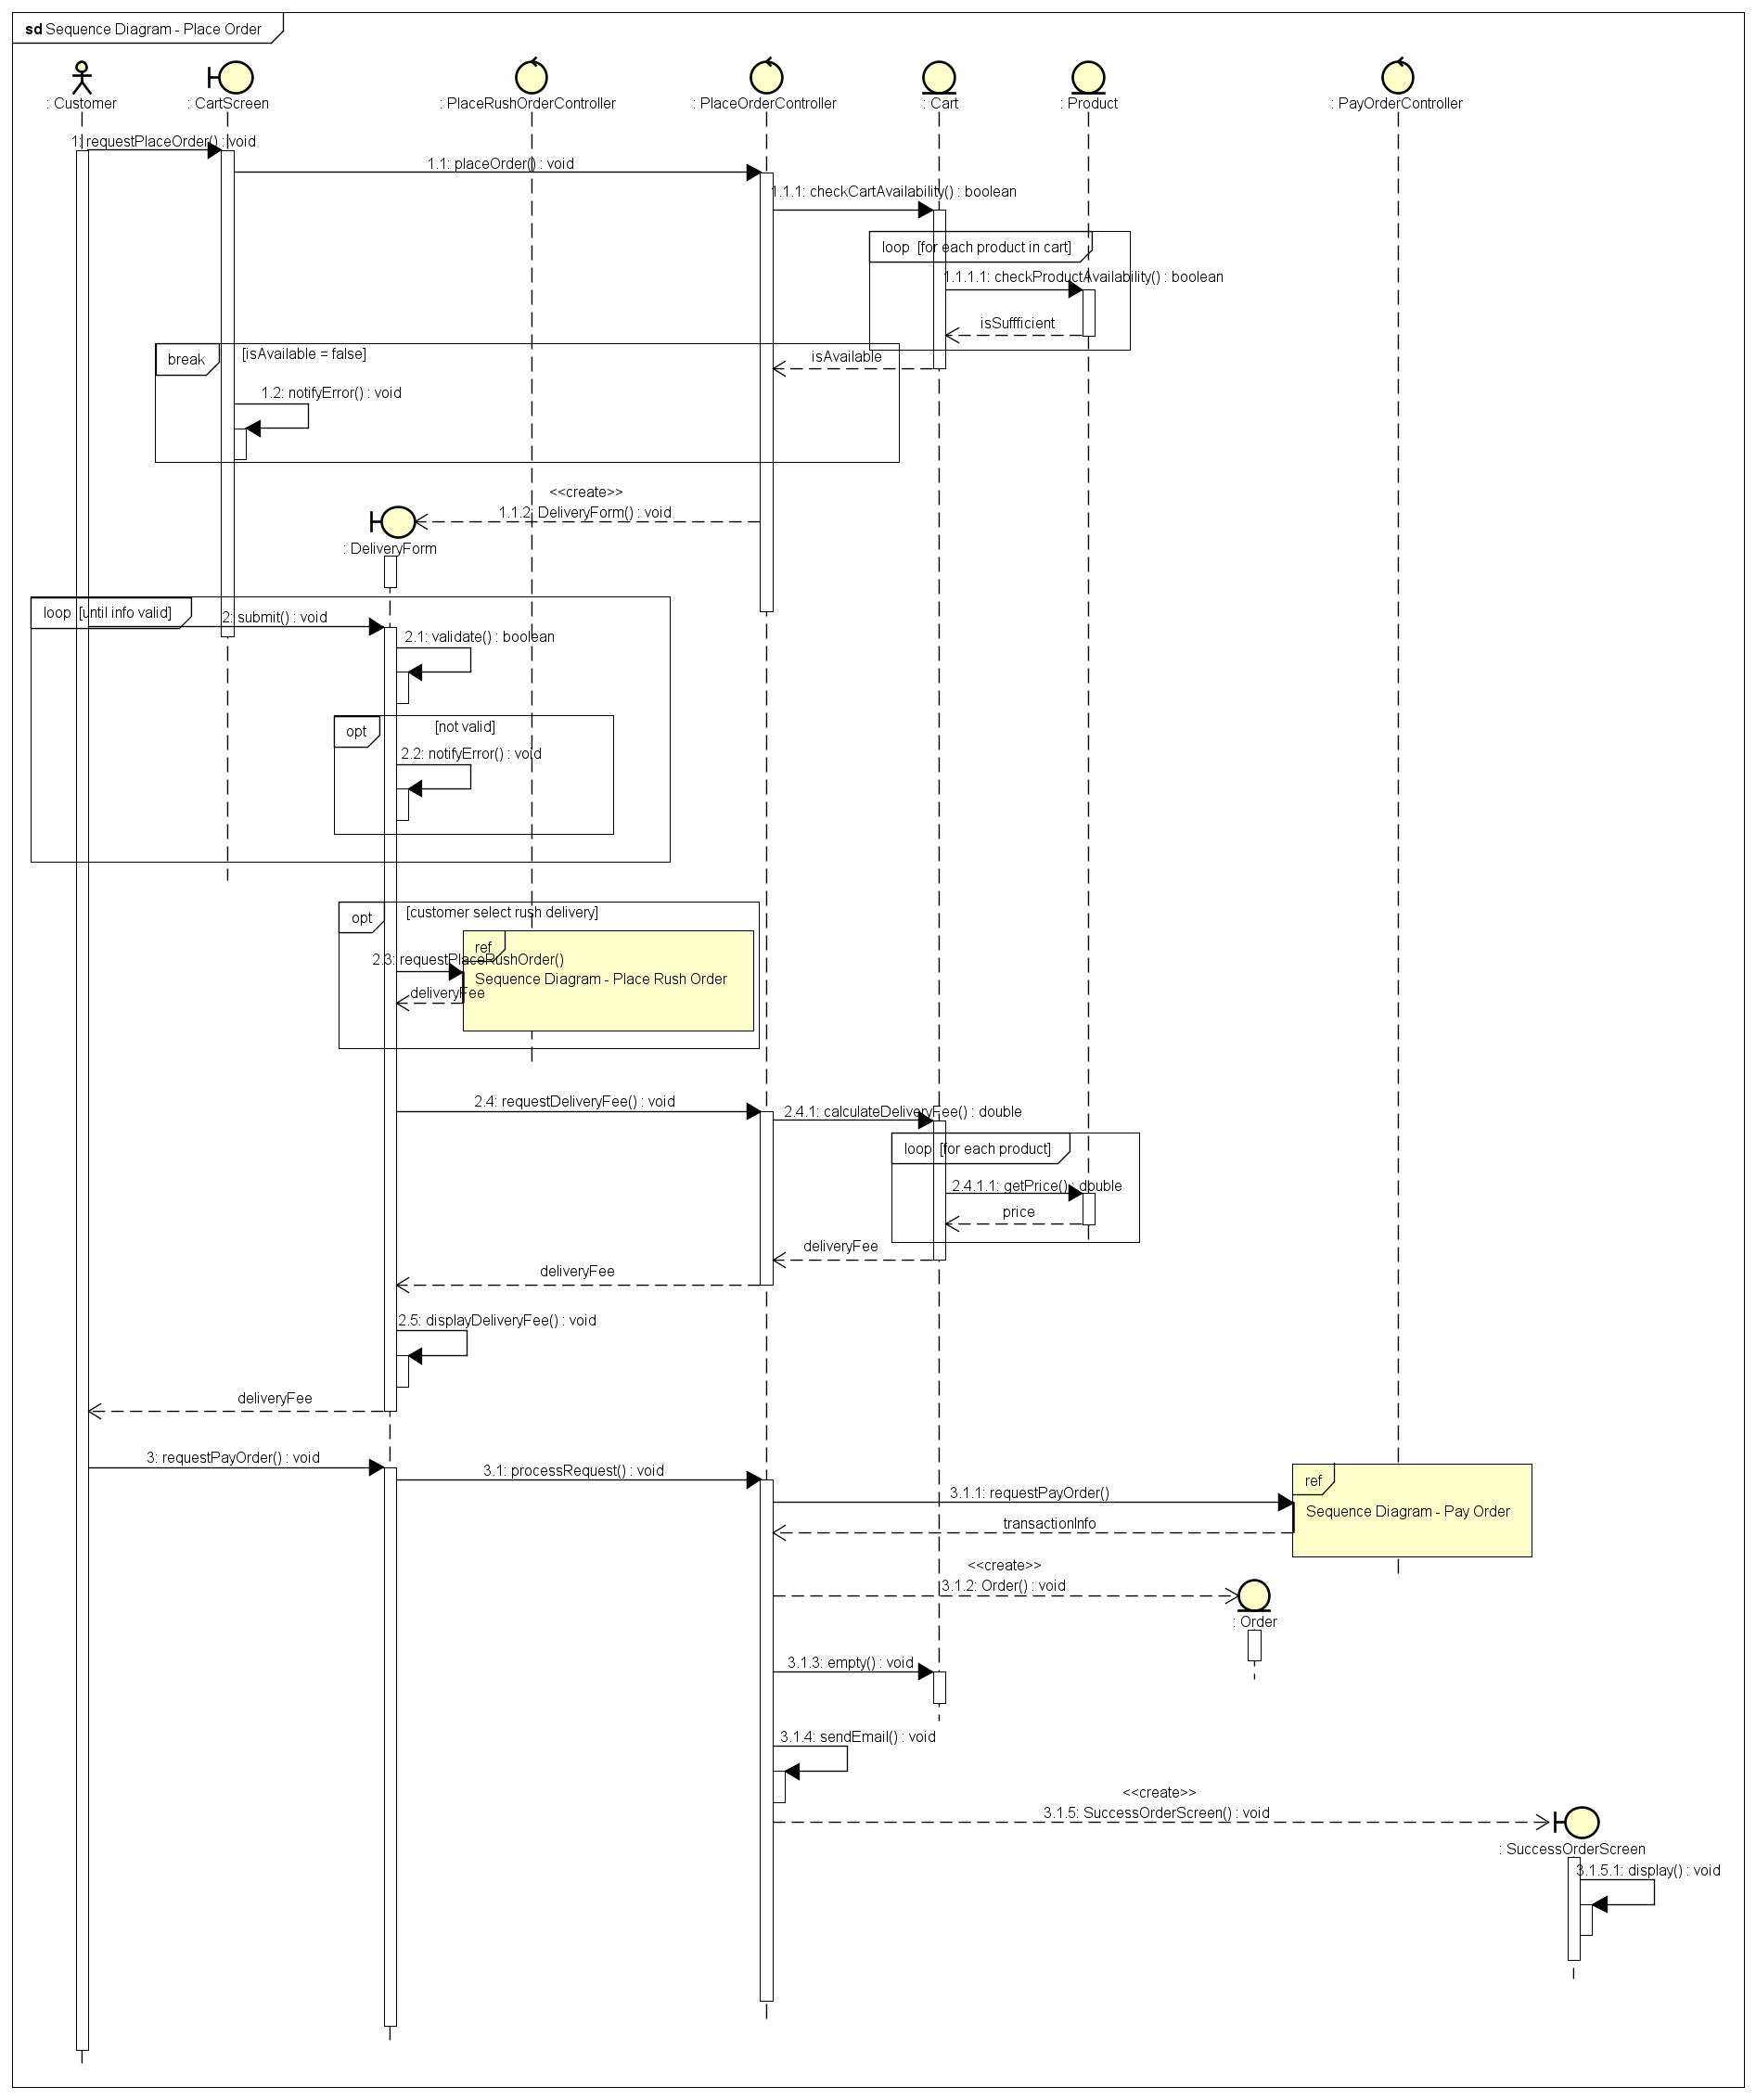 sd Sequence Diagram - Place Order
: Customer
: CartScreen
: PlaceRushOrderController
: PlaceOrderController
: Cart
: Product
: PayOrderController
1: requestPlaceOrder() : void
1.1: placeOrder() : void
1.1.1: checkCartAvailability() : boolean
loop [for each product in cart]
1.1.1.1: checkProductAvailability() : boolean
isSuffficient
break [isAvailable = false]
isAvailable
1.2: notifyError() : void
<<create>>
1.1.2: DeliveryForm() : void
: DeliveryForm
loop [until info valid]
2: submit() : void
2.1: validate() : boolean
opt [not valid]
2.2: notifyError() : void
opt [customer select rush delivery]
ref
2.3: requestPlaceRushOrder()
Sequence Diagram - Place Rush Order
deliveryFee
2.4: requestDeliveryFee() : void
2.4.1: calculateDeliveryFee() : double
loop [for each product]
2.4.1.1: getPrice() : double
price
deliveryFee
deliveryFee
2.5: displayDeliveryFee() : void
deliveryFee
3: requestPayOrder() : void
3.1: processRequest() : void
ref
3.1.1: requestPayOrder()
Sequence Diagram - Pay Order
transactionInfo
<<create>>
3.1.2: Order() : void
: Order
3.1.3: empty() : void
3.1.4: sendEmail() : void
<<create>>
3.1.5: SuccessOrderScreen() : void
: SuccessOrderScreen
3.1.5.1: display() : void